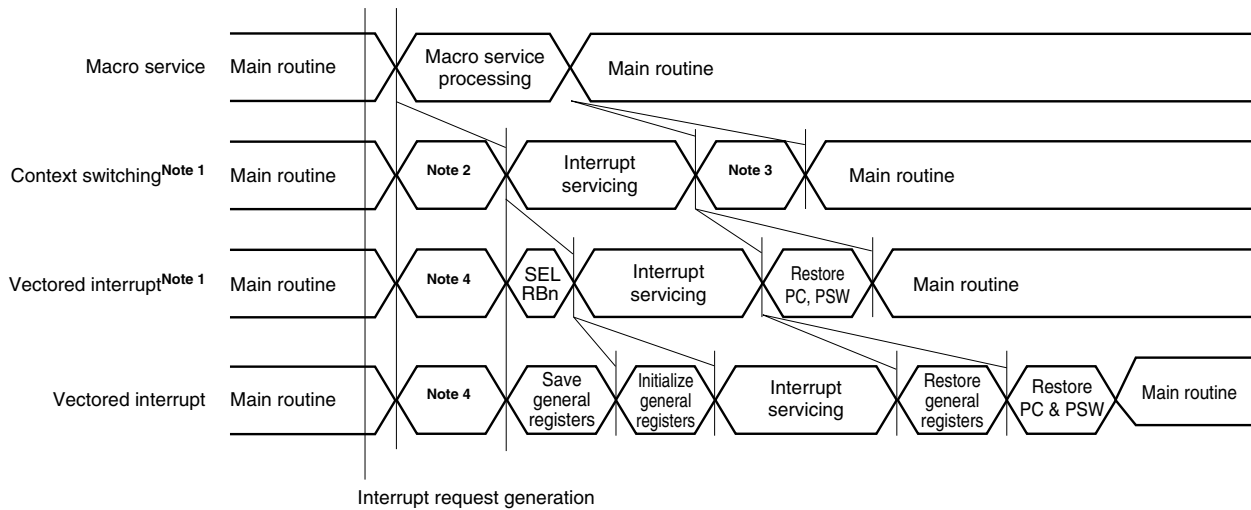 Macro service
Main routine
Macro service
processing
Main routine
Context switching Note 1
Main routine
Note 2
Interrupt
servicing
Note 3
Main routine
Vectored interrupt Note 1
Main routine
Note 4
SEL
RBn
Interrupt
servicing
Restore
PC, PSW
Main routine
Vectored interrupt
Main routine
Note 4
Save
general
registers
Initialize
general
registers
Interrupt
servicing
Restore
general
registers
Restore
PC & PSW
Main routine
Interrupt request generation